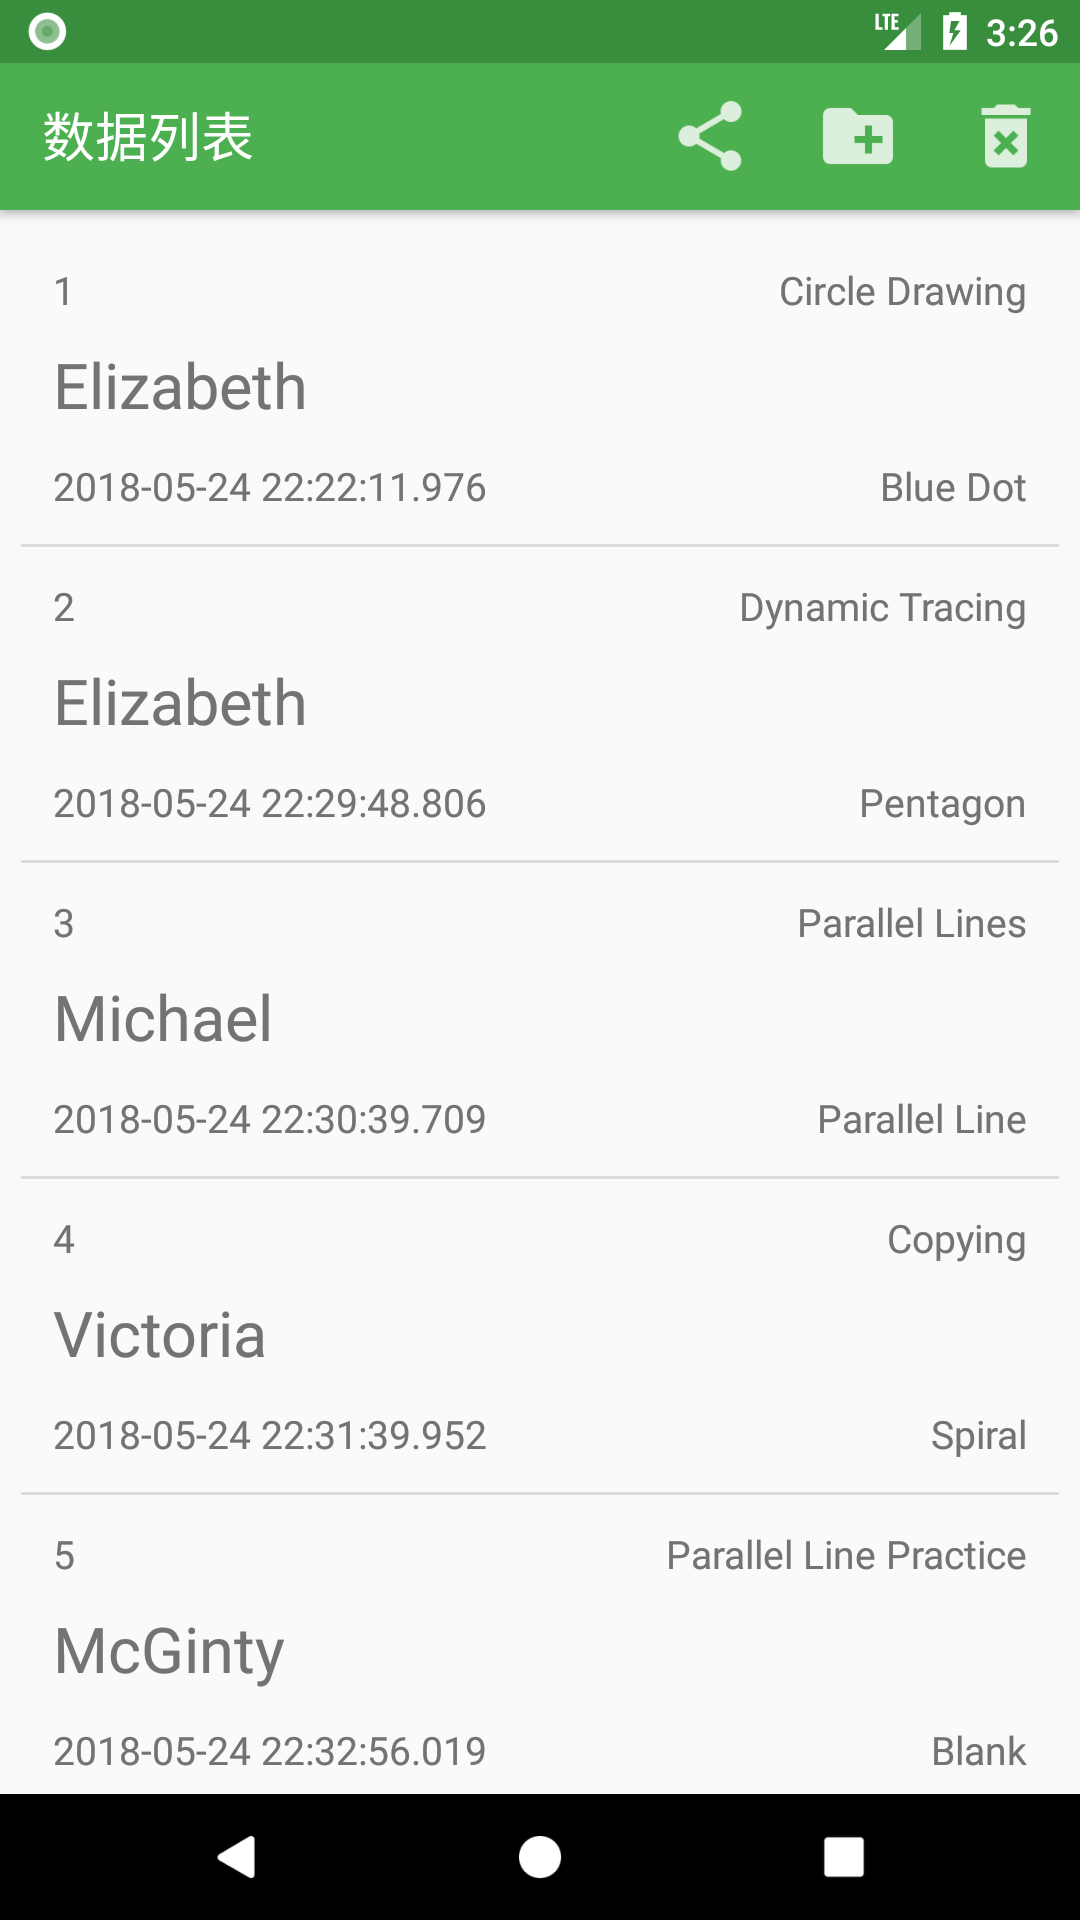 LTE 3:26
数据列表
1 Circle Drawing
Elizabeth
2018-05-24 22:22:11.976 Blue Dot
2 Dynamic Tracing
Elizabeth
2018-05-24 22:29:48.806 Pentagon
3 Parallel Lines
Michael
2018-05-24 22:30:39.709 Parallel Line
4 Copying
Victoria
2018-05-24 22:31:39.952 Spiral
5 Parallel Line Practice
McGinty
2018-05-24 22:32:56.019 Blank